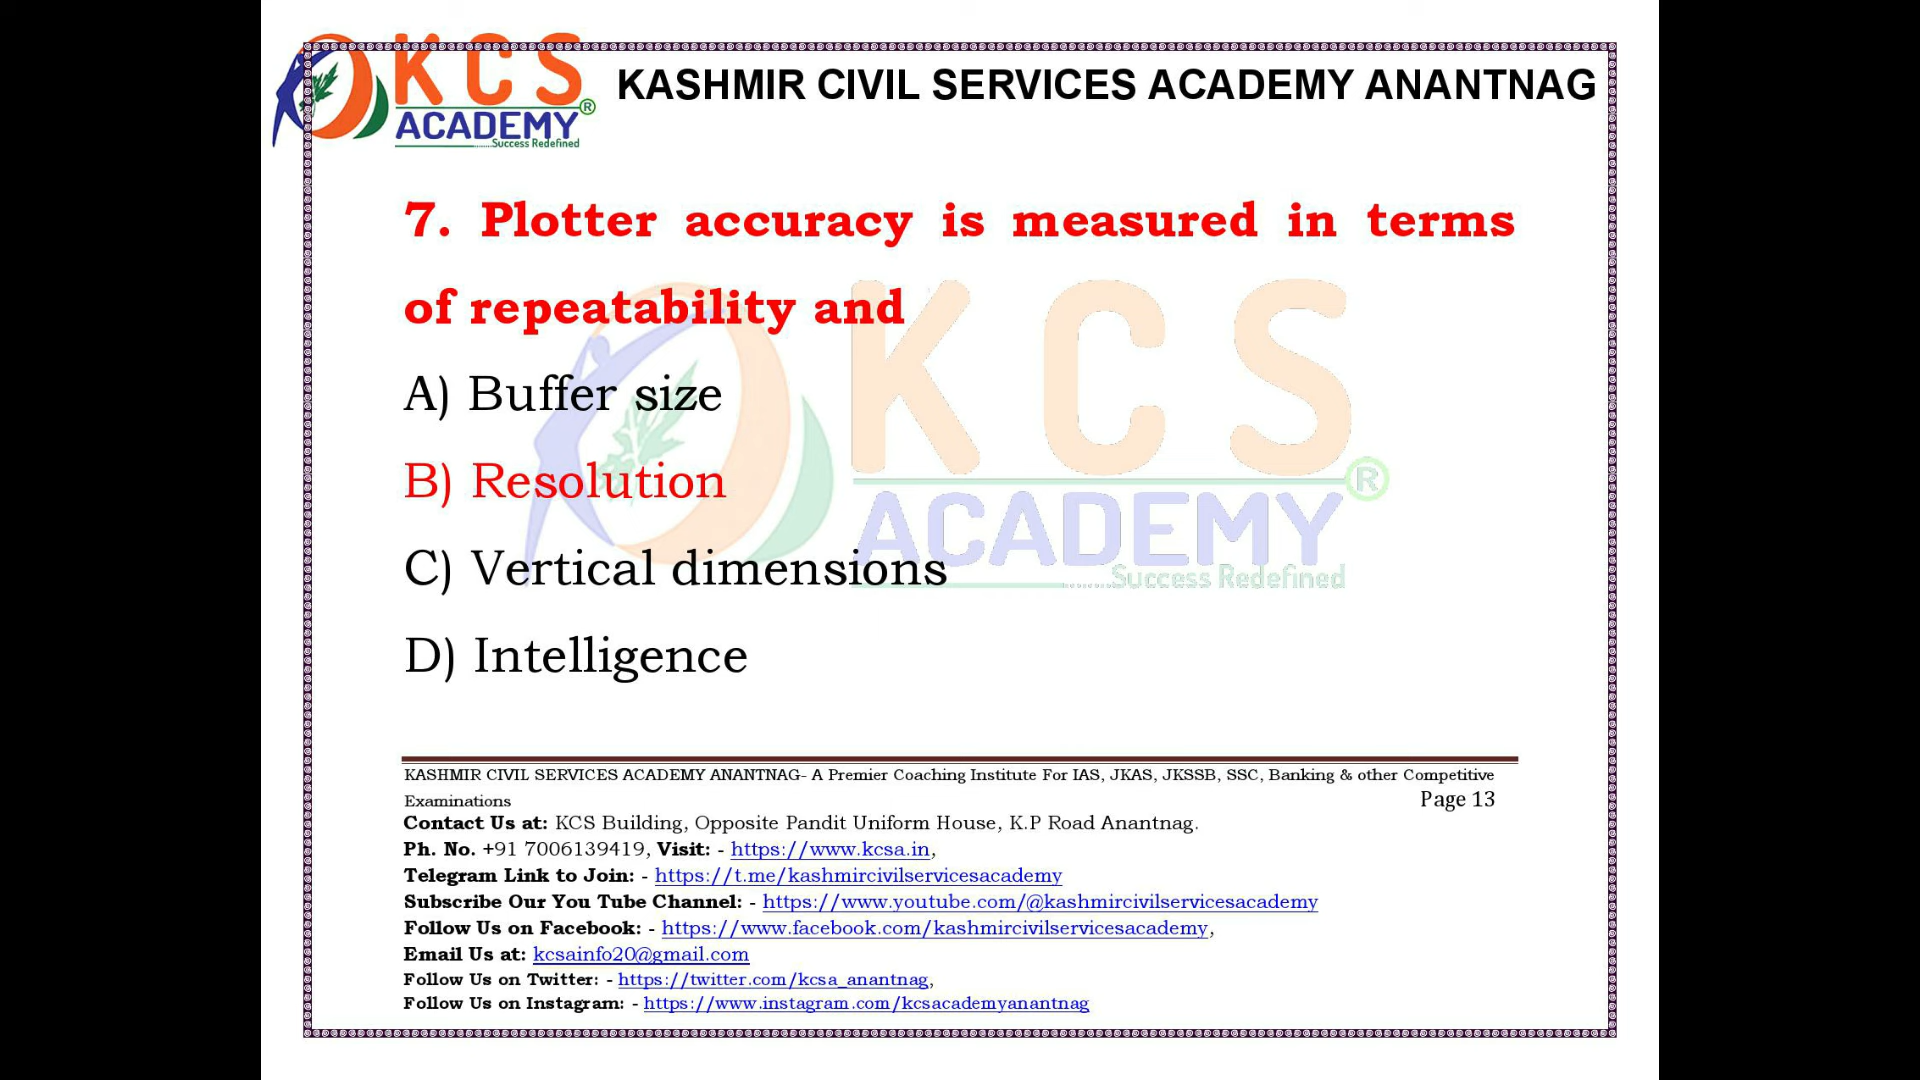 KCS
ACADEMY®
.......Success Redefined
KASHMIR CIVIL SERVICES ACADEMY ANANTNAG
7. Plotter accuracy is measured in terms
of repeatability and
A) Buffer size
B) Resolution
C) Vertical dimensions
D) Intelligence
KCS
ACADEMY®
.......Success Redefined
KASHMIR CIVIL SERVICES ACADEMY ANANTNAG- A Premier Coaching Institute For IAS, JKAS, JKSSB, SSC, Banking & other Competitive
Examinations Page 13
Contact Us at: KCS Building, Opposite Pandit Uniform House, K.P Road Anantnag.
Ph. No. +91 7006139419, Visit: - https://www.kcsa.in,
Telegram Link to Join: - https://t.me/kashmircivilservicesacademy
Subscribe Our You Tube Channel: - https://www.youtube.com/@kashmircivilservicesacademy
Follow Us on Facebook: - https://www.facebook.com/kashmircivilservicesacademy,
Email Us at: kcsainfo20@gmail.com
Follow Us on Twitter: - https://twitter.com/kcsa_anantnag,
Follow Us on Instagram: - https://www.instagram.com/kcsacademyanantnag